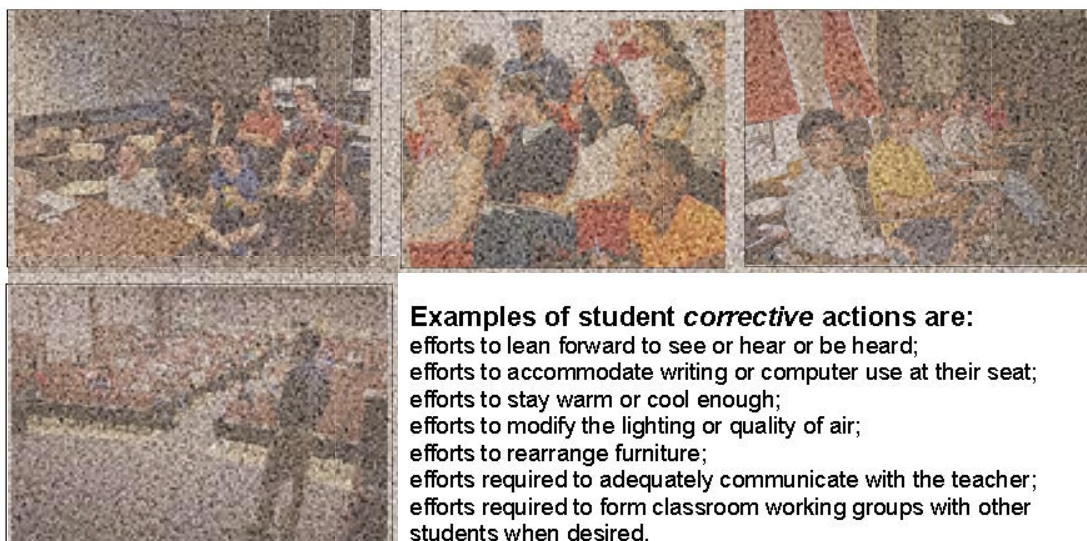 Examples of student corrective actions are:
efforts to lean forward to see or hear or be heard;
efforts to accommodate writing or computer use at their seat;
efforts to stay warm or cool enough;
efforts to modify the lighting or quality of air;
efforts to rearrange furniture;
efforts required to adequately communicate with the teacher;
efforts required to form classroom working groups with other
students when desired.